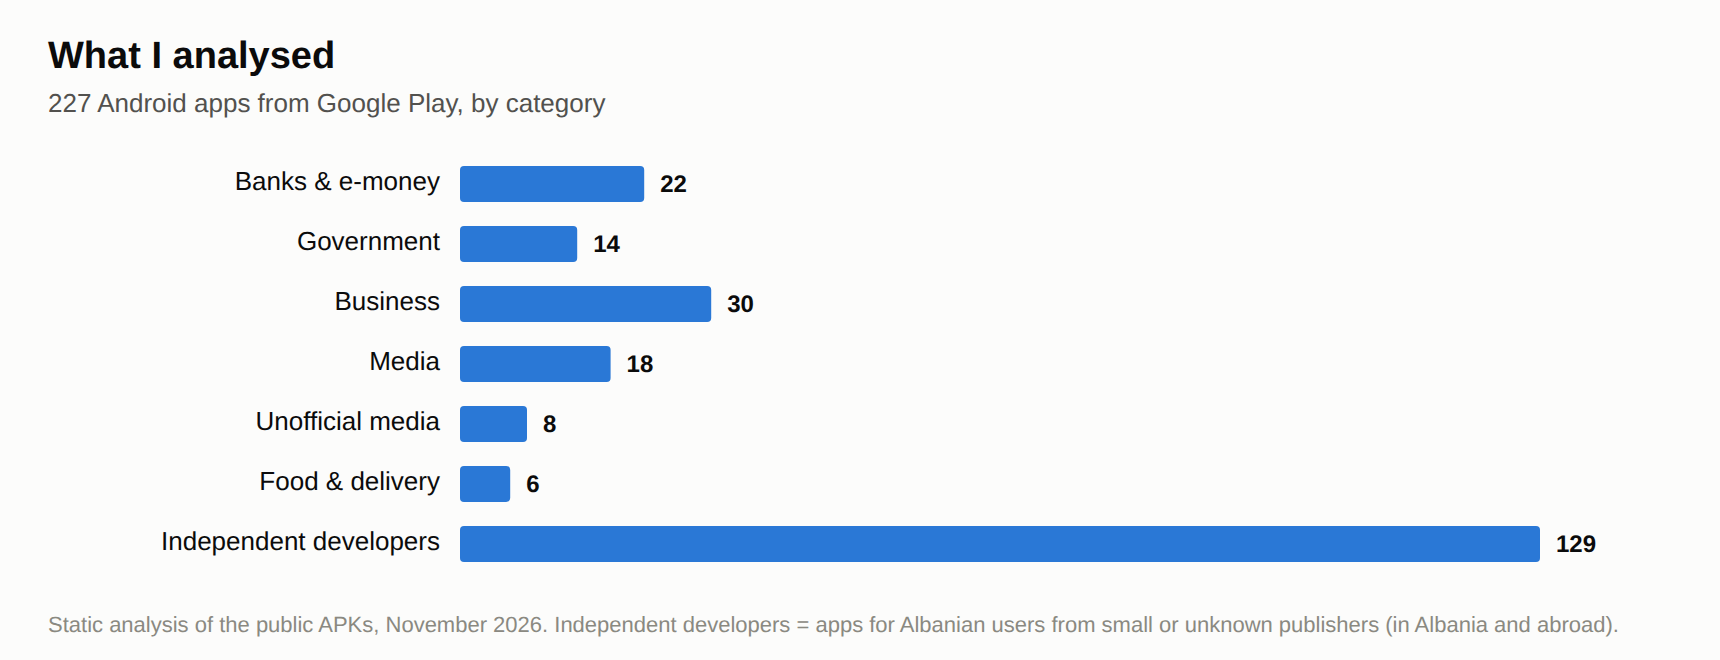 What I analysed
227 Android apps from Google Play, by category
Banks & e-money 22
Government 14
Business 30
Media 18
Unofficial media 8
Food & delivery 6
Independent developers 129
Static analysis of the public APKs, November 2026. Independent developers = apps for Albanian users from small or unknown publishers (in Albania and abroad).